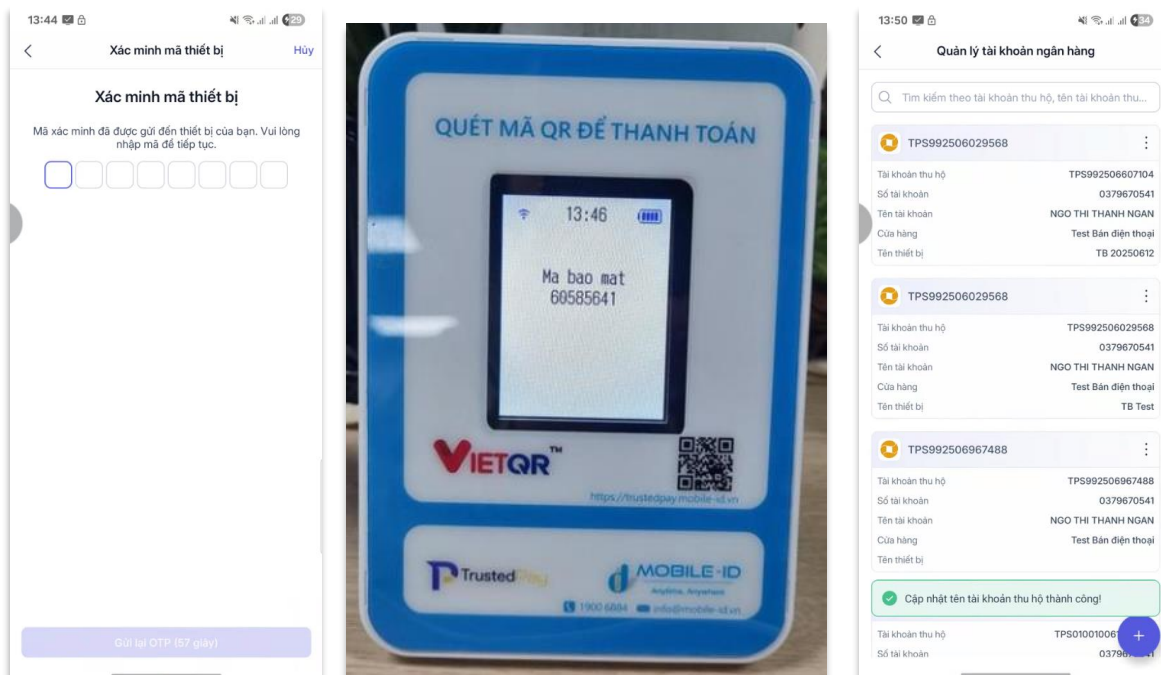 13:44
29
Xác minh mã thiết bị
Hủy
Xác minh mã thiết bị
Mã xác minh đã được gửi đến thiết bị của bạn. Vui lòng
nhập mã để tiếp tục.
Gửi lại OTP (57 giây)
QUÉT MÃ QR ĐỂ THANH TOÁN
13:46
Ma bao mat
60585641
VIETQR™
https://trustedpay.mobile-id.vn
TrustedPay
MOBILE-ID
Anytime, Anywhere
1900 6884
info@mobile-id.vn
13:50
34
Quản lý tài khoản ngân hàng
Tìm kiếm theo tài khoản thu hộ, tên tài khoản thu...
TPS992506029568
Tài khoản thu hộ TPS992506607104
Số tài khoản 0379670541
Tên tài khoản NGO THI THANH NGAN
Cửa hàng Test Bán điện thoại
Tên thiết bị TB 20250612
TPS992506029568
Tài khoản thu hộ TPS992506029568
Số tài khoản 0379670541
Tên tài khoản NGO THI THANH NGAN
Cửa hàng Test Bán điện thoại
Tên thiết bị TB Test
TPS992506967488
Tài khoản thu hộ TPS992506967488
Số tài khoản 0379670541
Tên tài khoản NGO THI THANH NGAN
Cửa hàng Test Bán điện thoại
Tên thiết bị
Cập nhật tên tài khoản thu hộ thành công!
Tài khoản thu hộ
Số tài khoản